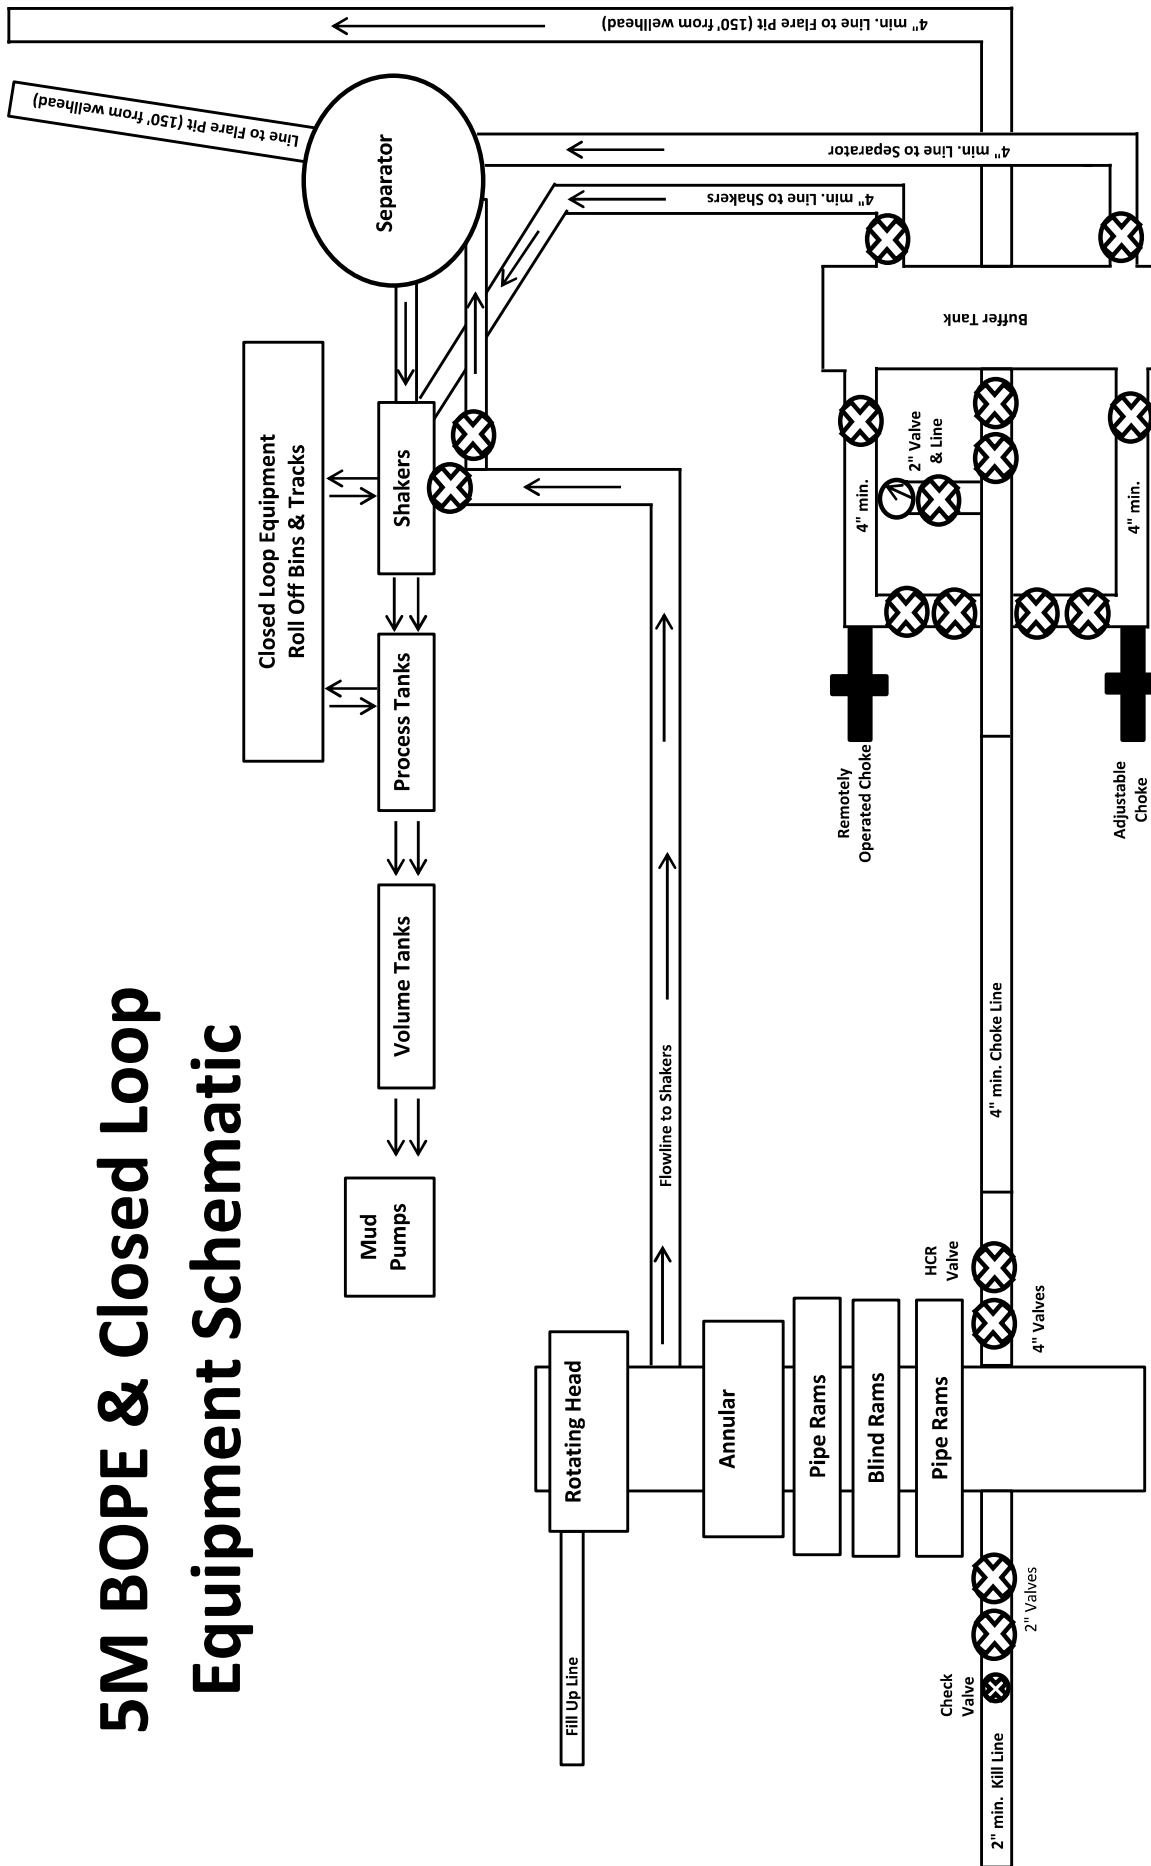 5M BOPE & Closed Loop
Equipment Schematic
Closed Loop Equipment
Roll Off Bins & Tracks
Mud
Pumps
Volume Tanks
Process Tanks
Shakers
Separator
Line to Flare Pit (150' from wellhead)
4" min. Line to Flare Pit (150' from wellhead)
4" min. Line to Separator
4" min. Line to Shakers
Fill Up Line
Rotating Head
Flowline to Shakers
Annular
Pipe Rams
Blind Rams
Pipe Rams
Remotely
Operated Choke
4" min.
2" Valve
& Line
Buffer Tank
Check
Valve
HCR
Valve
2" min. Kill Line
4" min. Choke Line
2" Valves
4" Valves
Adjustable
Choke
4" min.